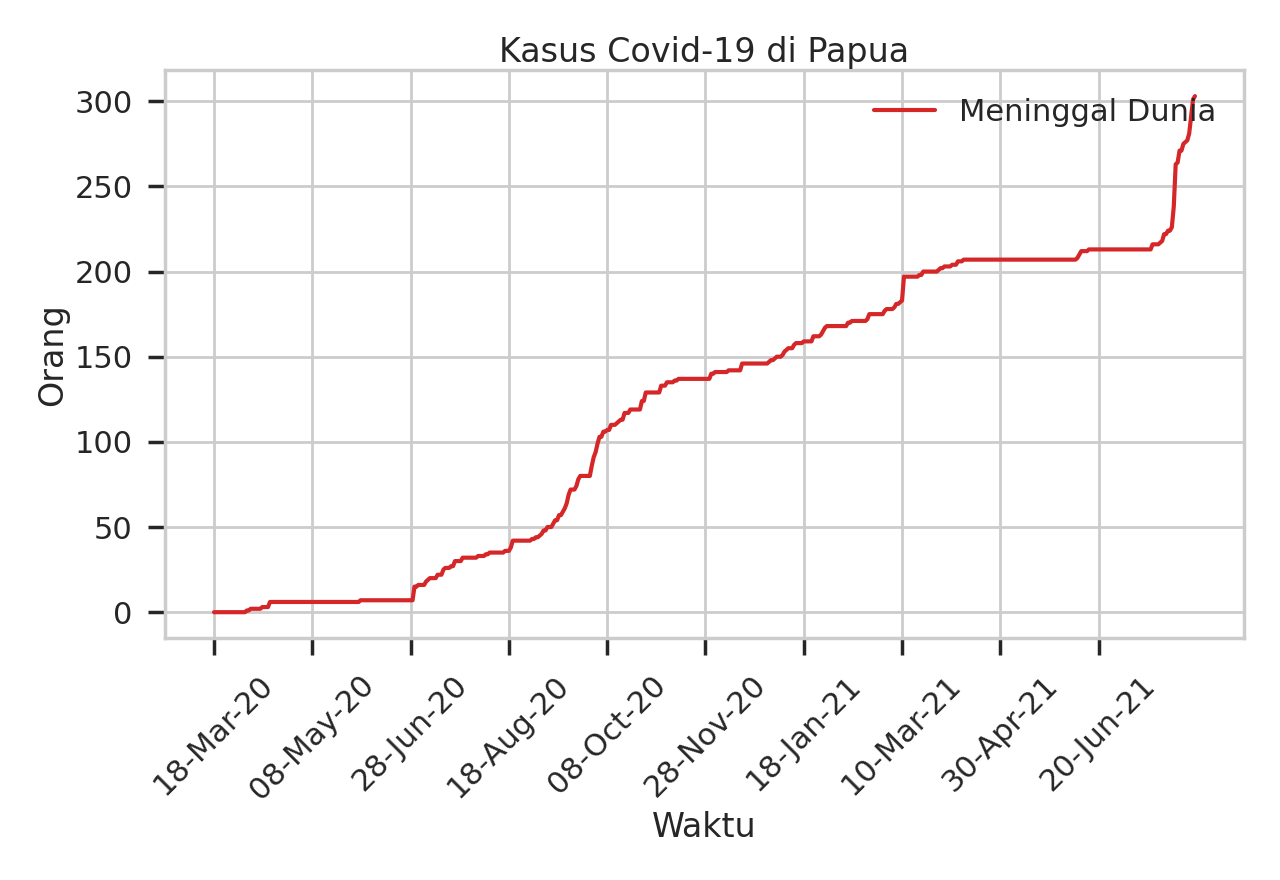 Kasus Covid-19 di Papua
Meninggal Dunia
Orang
300
250
200
150
100
50
0
18-Mar-20
08-May-20
28-Jun-20
18-Aug-20
08-Oct-20
28-Nov-20
18-Jan-21
10-Mar-21
30-Apr-21
20-Jun-21
Waktu